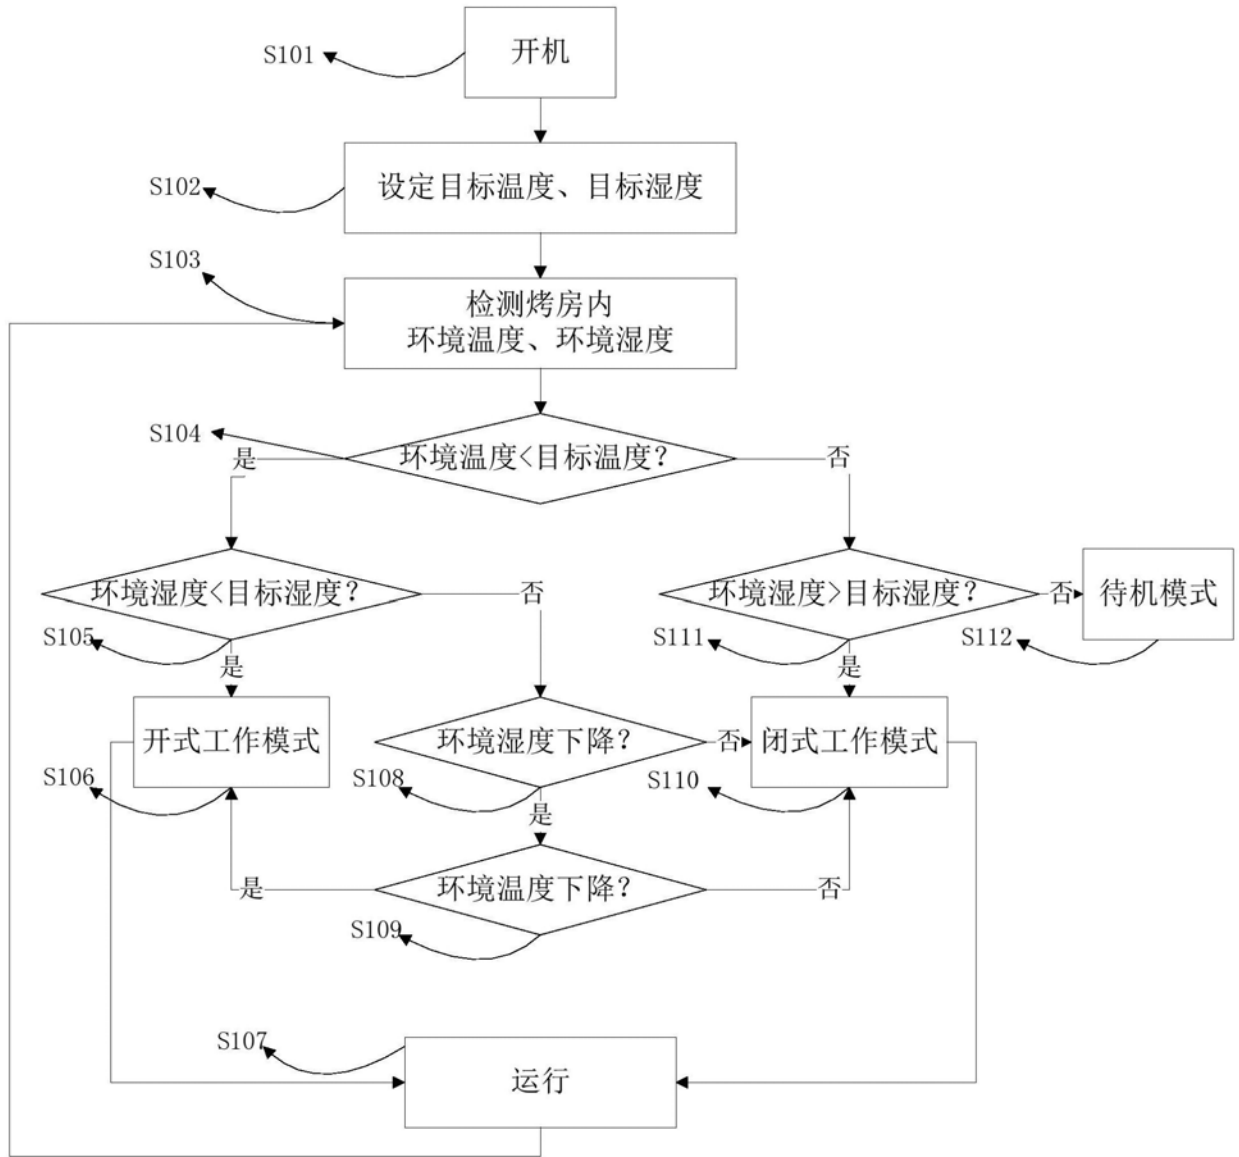 S101
开机
S102
设定目标温度、目标湿度
S103
检测烤房内
环境温度、环境湿度
S104
环境温度<目标温度?
是
否
环境湿度<目标湿度?
否
环境湿度>目标湿度?
否
待机模式
S105
是
S111
是
S112
开式工作模式
环境湿度下降?
否
闭式工作模式
S106
S108
是
S110
是
环境温度下降?
否
S109
S107
运行